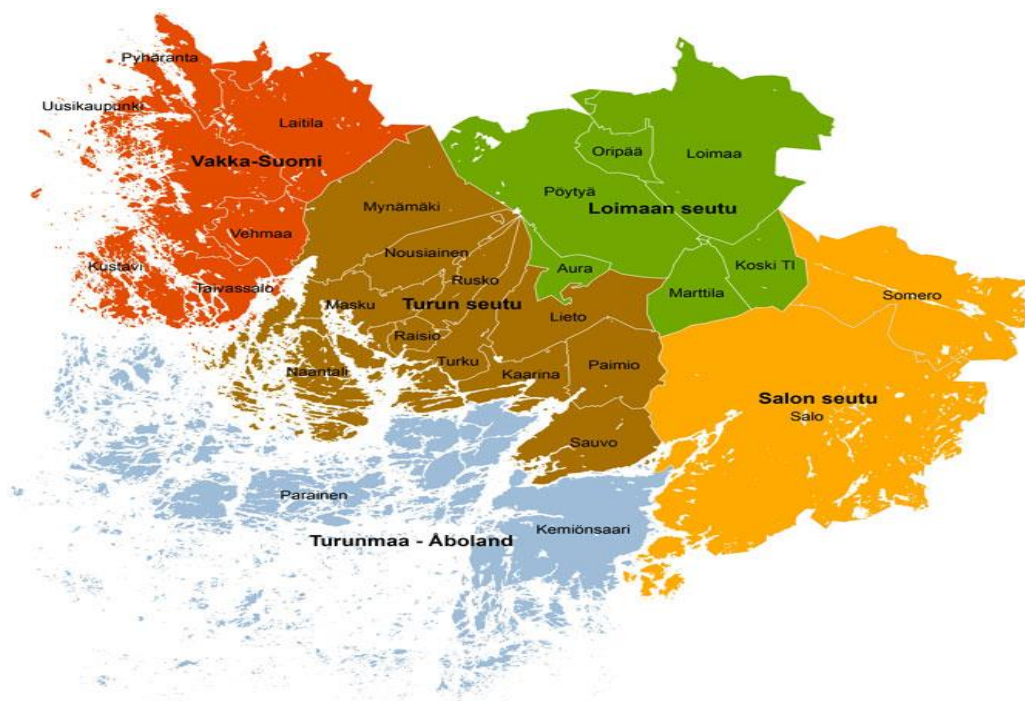 Pyhäranta
Uusikaupunki
Laitila
Vakka-Suomi
Vehmaa
Kustavi
Taivassalo
Oripää
Loimaa
Pöytyä
Loimaan seutu
Aura
Koski Tl
Marttila
Mynämäki
Nousiainen
Rusko
Masku
Turun seutu
Lieto
Raisio
Turku
Kaarina
Paimio
Naantali
Sauvo
Somero
Salon seutu
Salo
Parainen
Kemiönsaari
Turunmaa - Åboland